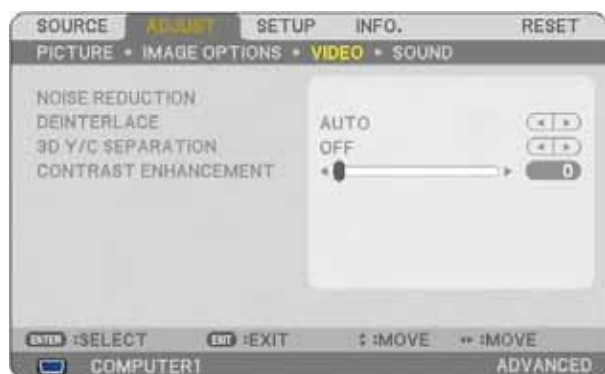 SOURCE ADJUST SETUP INFO. RESET
PICTURE • IMAGE OPTIONS • VIDEO • SOUND
NOISE REDUCTION
DEINTERLACE AUTO
3D Y/C SEPARATION OFF
CONTRAST ENHANCEMENT 0
ENTER :SELECT EXIT :EXIT ↕ :MOVE ↔ :MOVE
COMPUTER1 ADVANCED